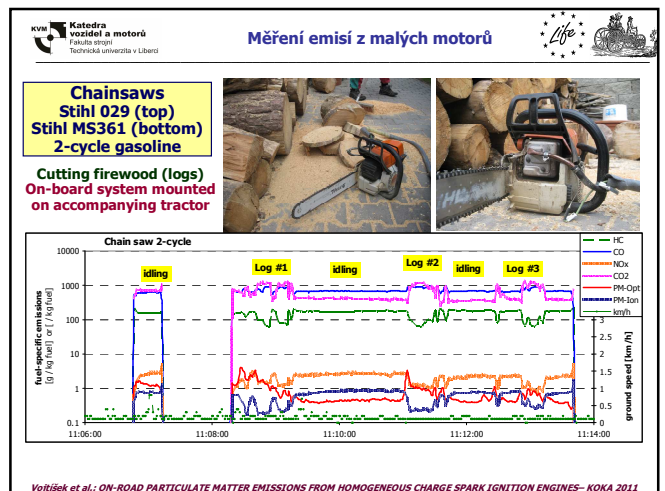 KVM
Katedra
vozidel a motorů
Fakulta strojní
Technická univerzita v Liberci
Měření emisí z malých motorů
Life
Chainsaws
Stihl 029 (top)
Stihl MS361 (bottom)
2-cycle gasoline
Cutting firewood (logs)
On-board system mounted
on accompanying tractor
Chain saw 2-cycle
idling
Log #1
idling
Log #2
idling
Log #3
HC
CO
NOx
CO2
PM-Opt
PM-Ion
km/h
fuel-specific emissions
[g / kg fuel] or [ / kg fuel]
10000
1000
100
10
1
0.1
3
2.5
2
1.5
1
0.5
0
ground speed [km/h]
11:06:00
11:08:00
11:10:00
11:12:00
11:14:00
Vojtíšek et al.: ON-ROAD PARTICULATE MATTER EMISSIONS FROM HOMOGENEOUS CHARGE SPARK IGNITION ENGINES– KOKA 2011